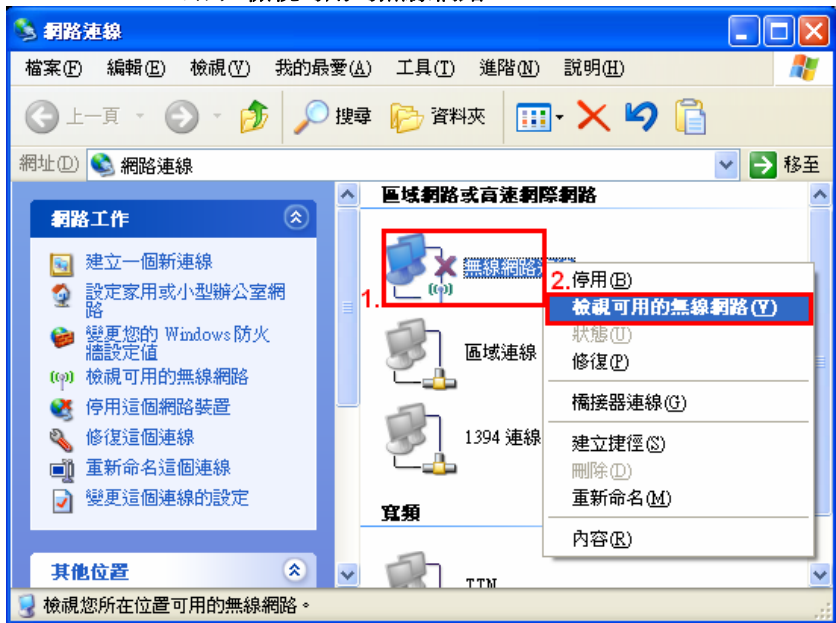 網路連線
檔案(F) 編輯(E) 檢視(V) 我的最愛(A) 工具(T) 進階(N) 說明(H)
上一頁 搜尋 資料夾
網址(D) 網路連線 移至
網路工作
建立一個新連線
設定家用或小型辦公室網
路
變更您的 Windows 防火
牆設定值
檢視可用的無線網路
停用這個網路裝置
修復這個連線
重新命名這個連線
變更這個連線的設定
其他位置
區域網路或高速網際網路
1.
無線網路
區域連線
1394 連線
寬頻
TTN
2.停用(B)
檢視可用的無線網路(V)
狀態(U)
修復(P)
橋接器連線(G)
建立捷徑(S)
刪除(D)
重新命名(M)
內容(R)
檢視您所在位置可用的無線網路。